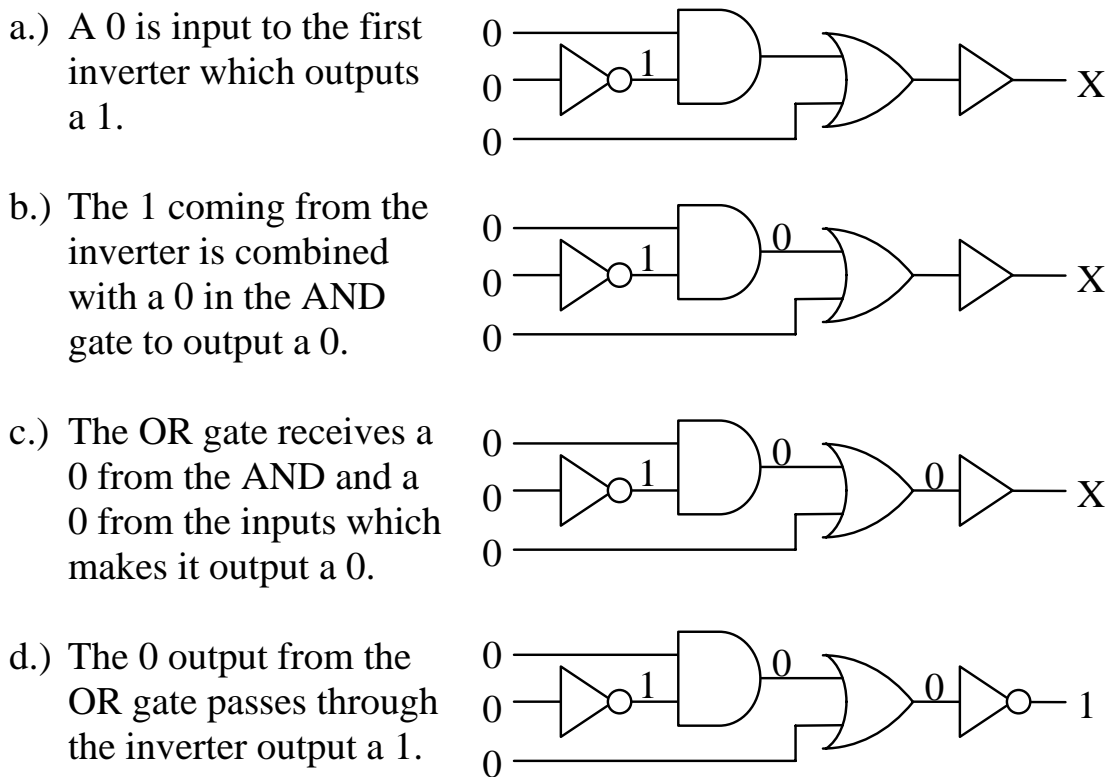 a.) A 0 is input to the first
inverter which outputs
a 1.
0
0
0
1
X
b.) The 1 coming from the
inverter is combined
with a 0 in the AND
gate to output a 0.
0
0
0
1
0
X
c.) The OR gate receives a
0 from the AND and a
0 from the inputs which
makes it output a 0.
0
0
0
1
0
0
X
d.) The 0 output from the
OR gate passes through
the inverter output a 1.
0
0
0
1
0
0
1